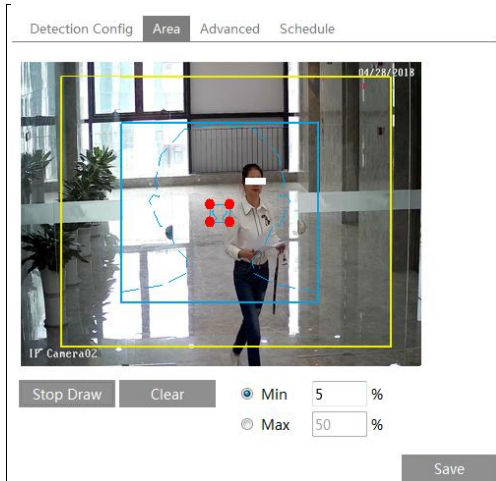 Detection Config Area Advanced Schedule
04/28/2018
IP Camera02
Stop Draw Clear Min 5 %
Max 50 %
Save